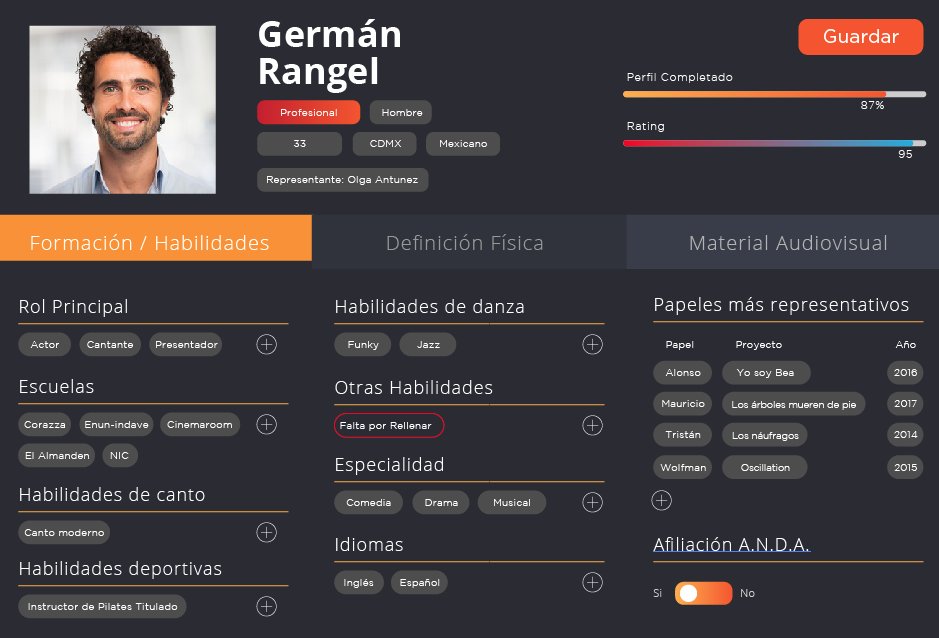 Germán
Rangel
Profesional
Hombre
33
CDMX
Mexicano
Representante: Olga Antunez
Guardar
Perfil Completado
87%
Rating
95
Formación / Habilidades
Definición Física
Material Audiovisual
Rol Principal
Actor
Cantante
Presentador
Escuelas
Corazza
Enun-indave
Cinemaroom
El Almanden
NIC
Habilidades de canto
Canto moderno
Habilidades deportivas
Instructor de Pilates Titulado
Habilidades de danza
Funky
Jazz
Otras Habilidades
Falta por Rellenar
Especialidad
Comedia
Drama
Musical
Idiomas
Inglés
Español
Papeles más representativos
Papel Proyecto Año
Alonso Yo soy Bea 2016
Mauricio Los árboles mueren de pie 2017
Tristán Los náufragos 2014
Wolfman Oscillation 2015
Afiliación A.N.D.A.
Si No